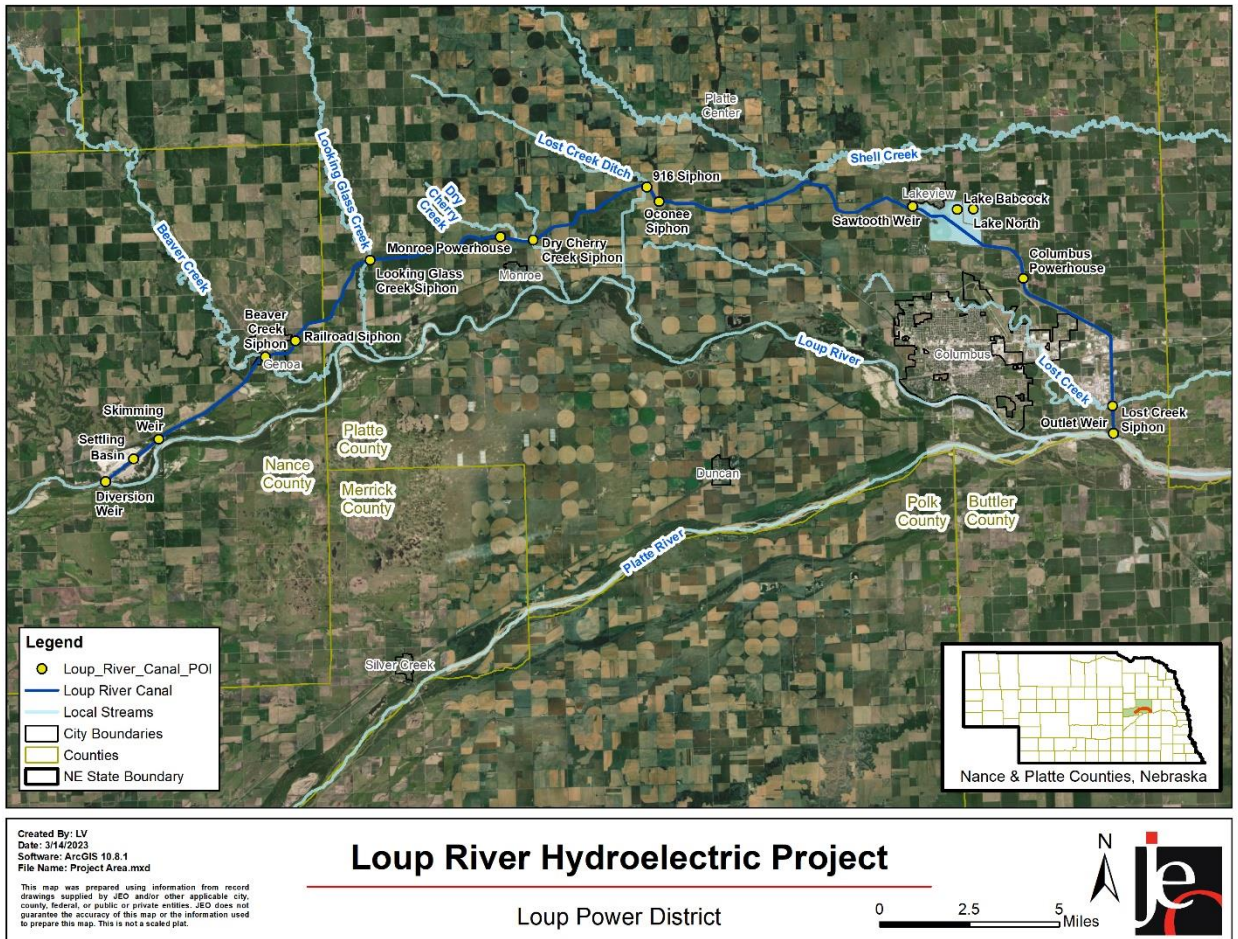 Platte
Center
Shell Creek
Lost Creek Ditch
Looking Glass Creek
Dry
Cherry
Creek
Beaver Creek
916 Siphon
Oconee
Siphon
Lakeview
Lake Babcock
Lake North
Sawtooth Weir
Columbus
Powerhouse
Monroe Powerhouse
Dry Cherry
Creek Siphon
Monroe
Looking Glass
Creek Siphon
Beaver
Creek
Siphon
Railroad Siphon
Genoa
Loup River
Columbus
Lost Creek
Lost Creek
Siphon
Outlet Weir
Skimming
Weir
Settling
Basin
Diversion
Weir
Platte
County
Nance
County
Merrick
County
Duncan
Polk
County
Buttler
County
Platte River
Silver Creek
Legend
Loup_River_Canal_POI
Loup River Canal
Local Streams
City Boundaries
Counties
NE State Boundary
Nance & Platte Counties, Nebraska
Created By: LV
Date: 3/14/2023
Software: ArcGIS 10.8.1
File Name: Project Area.mxd
This map was prepared using information from record
drawings supplied by JEO and/or other applicable city,
county, federal, or public or private entities. JEO does not
guarantee the accuracy of this map or the information used
to prepare this map. This is not a scaled plat.
Loup River Hydroelectric Project
Loup Power District
0 2.5 5
Miles
N
jeo